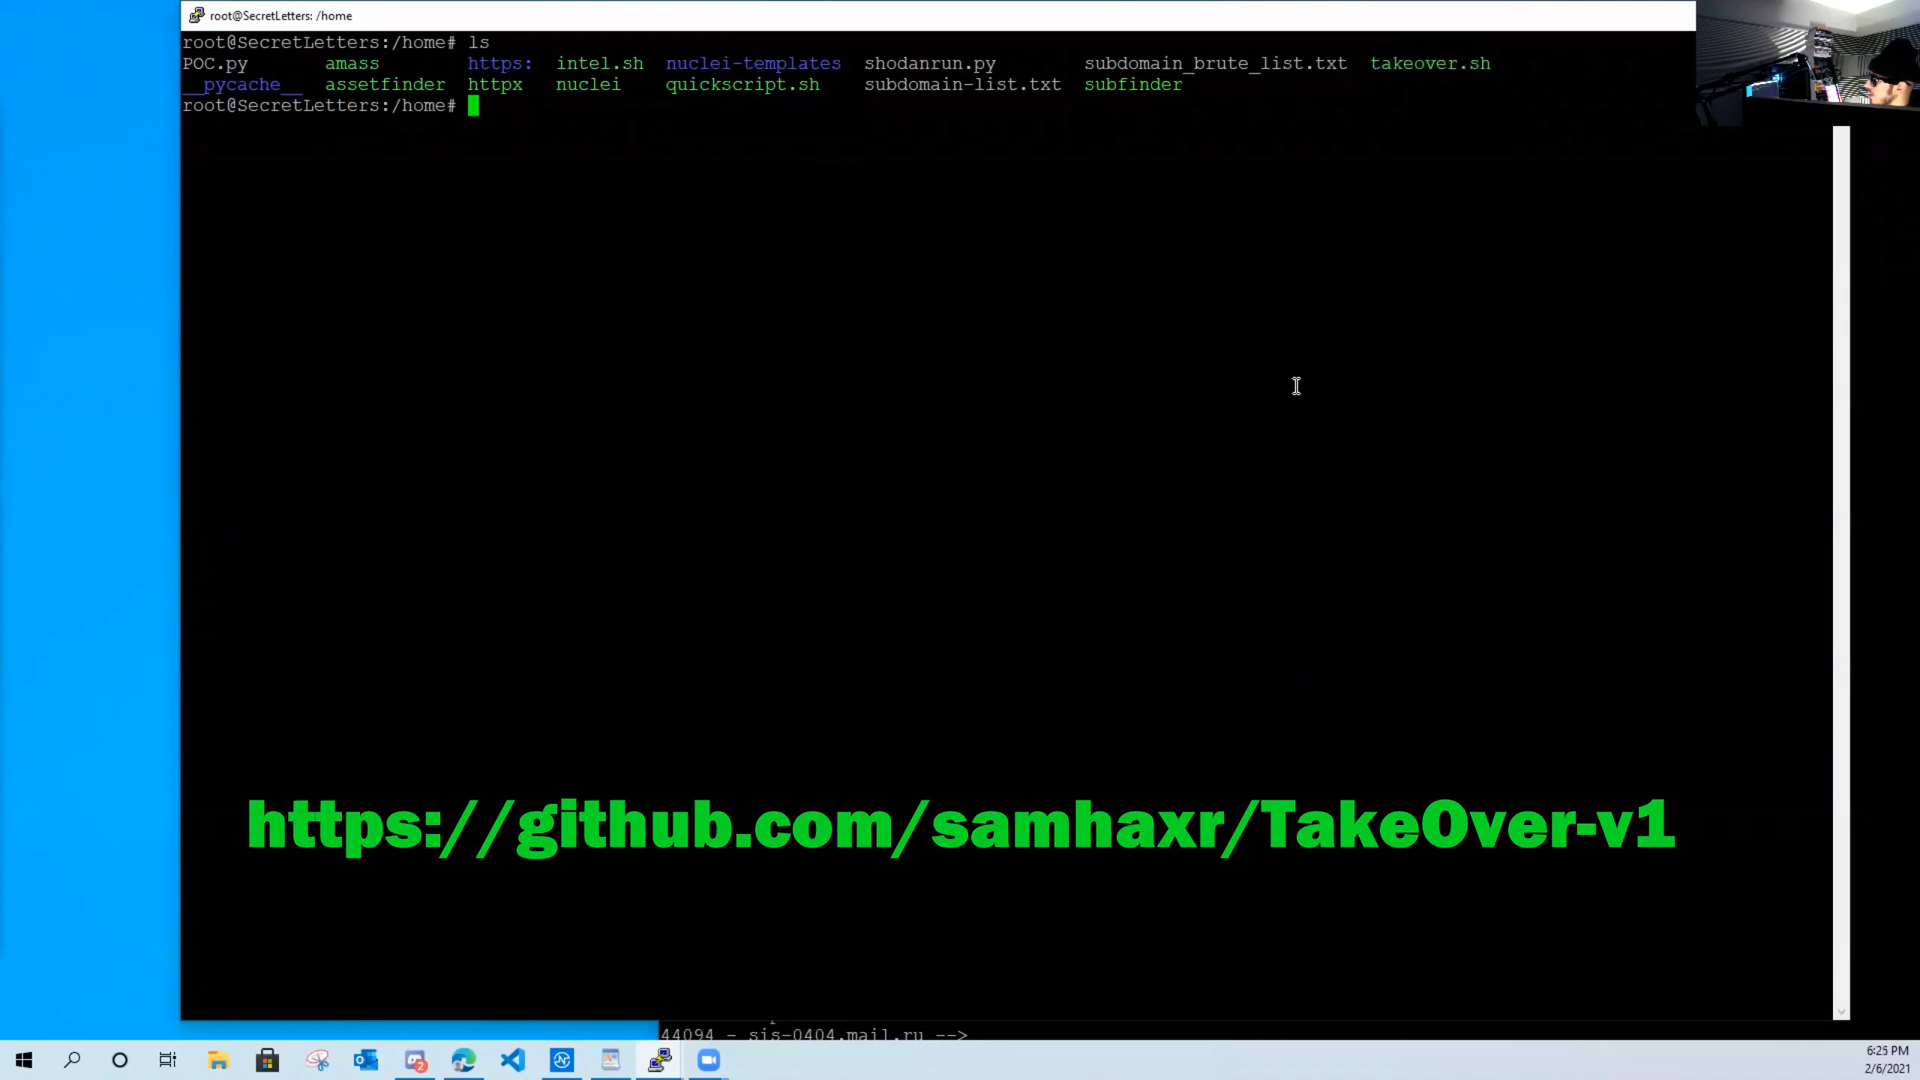 root@SecretLetters: /home
root@SecretLetters:/home# ls
POC.py amass https: intel.sh nuclei-templates shodanrun.py subdomain_brute_list.txt takeover.sh
__pycache__ assetfinder httpx nuclei quickscript.sh subdomain-list.txt subfinder
root@SecretLetters:/home#
https://github.com/samhaxr/TakeOver-v1
44094 - sis-0404.mail.ru -->
2
6:25 PM
2/6/2021